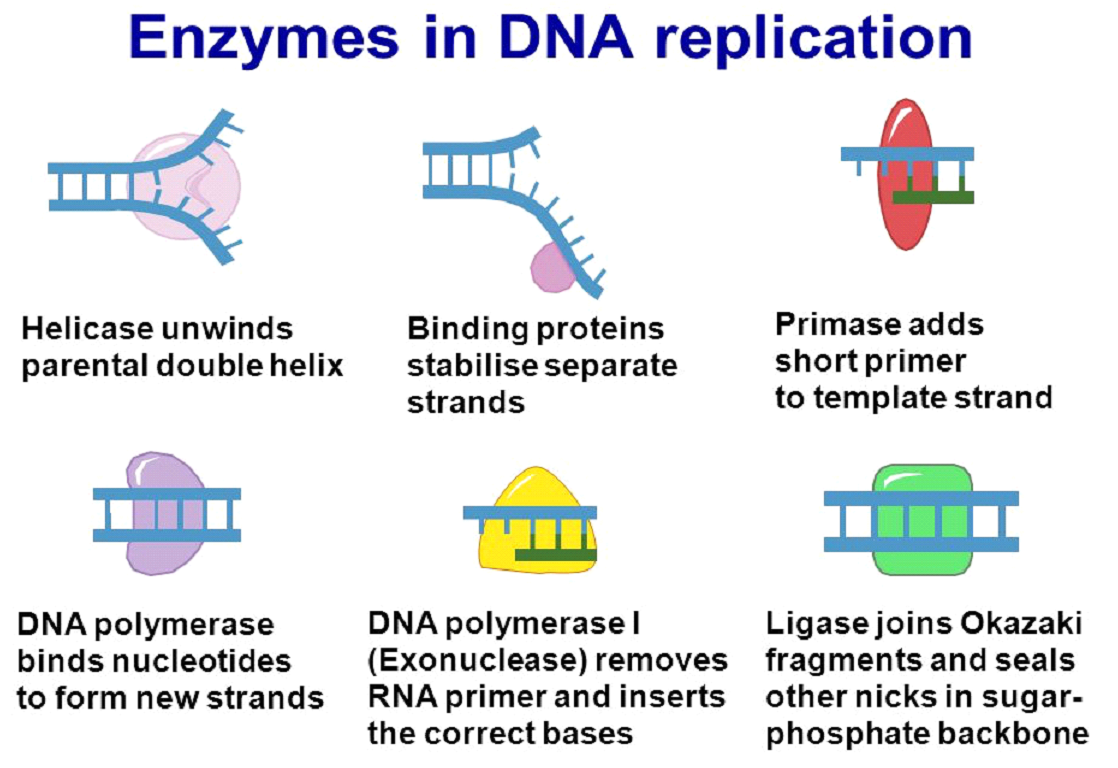 Enzymes in DNA replication
Helicase unwinds
parental double helix
Binding proteins
stabilise separate
strands
Primase adds
short primer
to template strand
DNA polymerase
binds nucleotides
to form new strands
DNA polymerase I
(Exonuclease) removes
RNA primer and inserts
the correct bases
Ligase joins Okazaki
fragments and seals
other nicks in sugar-
phosphate backbone